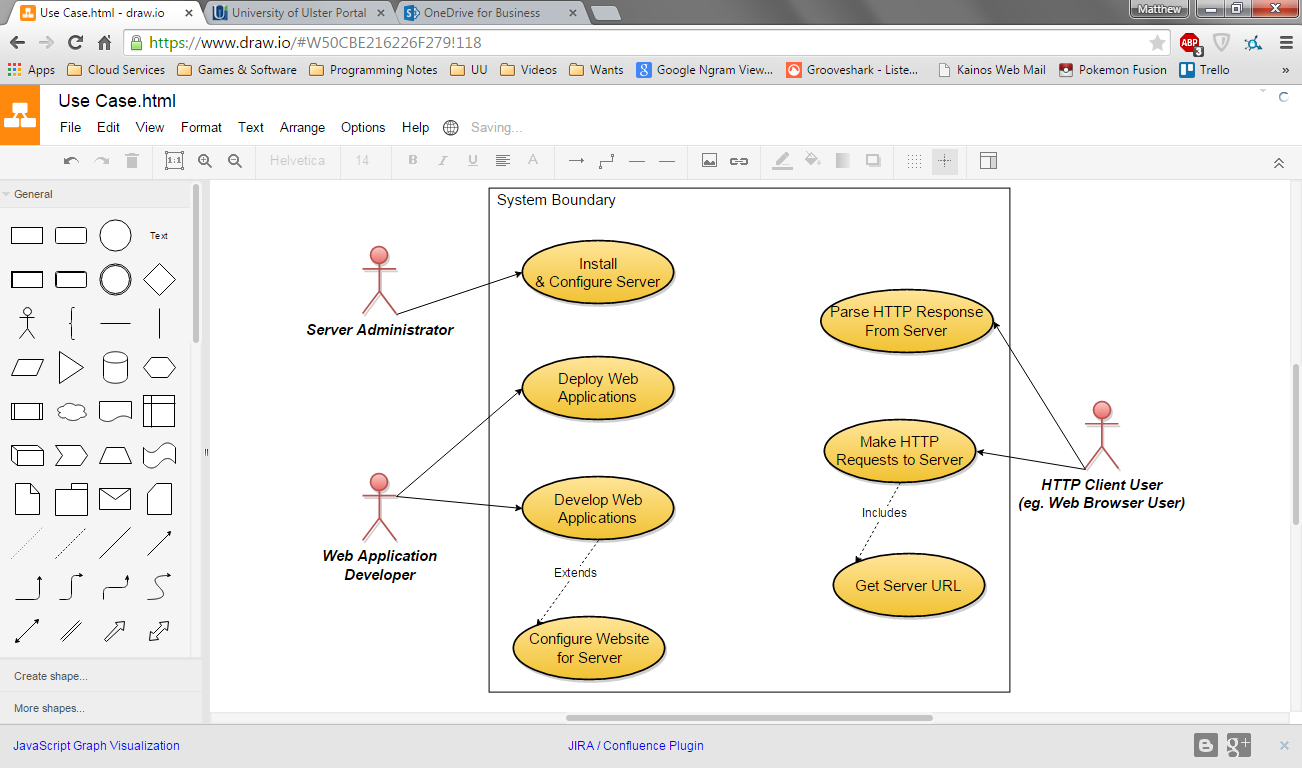 Use Case.html - draw.io
University of Ulster Portal
OneDrive for Business
Matthew
https://www.draw.io/#W50CBE216226F279!118
ABP
3
Apps
Cloud Services
Games & Software
Programming Notes
UU
Videos
Wants
Google Ngram View...
Grooveshark - Liste...
Kainos Web Mail
Pokemon Fusion
Trello
»
Use Case.html
File Edit View Format Text Arrange Options Help Saving...
1:1
Helvetica
14
B I U A
General
Text
Create shape...
More shapes...
System Boundary
Install
& Configure Server
Server Administrator
Parse HTTP Response
From Server
Deploy Web
Applications
Make HTTP
Requests to Server
HTTP Client User
(eg. Web Browser User)
Develop Web
Applications
Includes
Web Application
Developer
Extends
Get Server URL
Configure Website
for Server
JavaScript Graph Visualization
JIRA / Confluence Plugin
g+